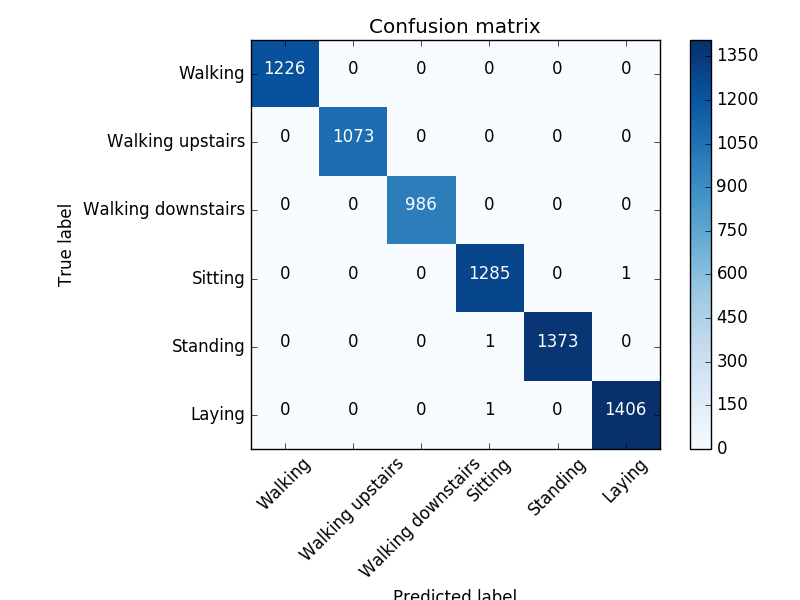 Confusion matrix
Walking 1226 0 0 0 0 0
Walking upstairs 0 1073 0 0 0 0
Walking downstairs 0 0 986 0 0 0
Sitting 0 0 0 1285 0 1
Standing 0 0 0 1 1373 0
Laying 0 0 0 1 0 1406
True label
Walking
Walking upstairs
Walking downstairs
Sitting
Standing
Laying
Predicted label
1350
1200
1050
900
750
600
450
300
150
0